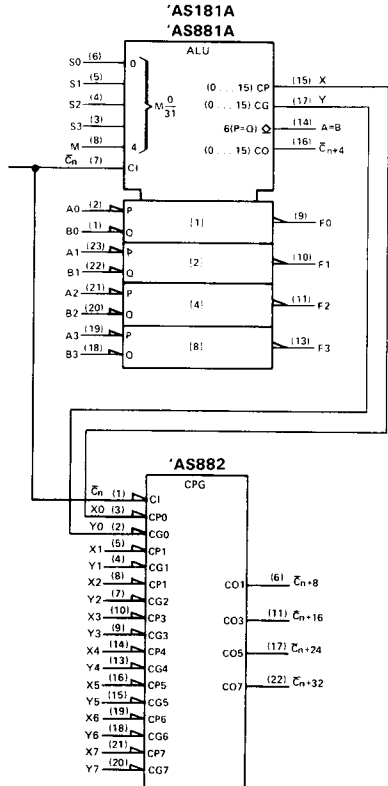 'AS181A
'AS881A
ALU
S0 (6) 0
S1 (5)
S2 (4)
S3 (3)
M (8) 4
M 0/31
C̅n (7) CI
(0 ... 15) CP (15) X
(0 ... 15) CG (17) Y
6(P=Q) (14) A=B
(0 ... 15) CO (16) C̅n+4
A0 (2) P
B0 (1) Q
(1) (9) F0
A1 (23) P
B1 (22) Q
(2) (10) F1
A2 (21) P
B2 (20) Q
(4) (11) F2
A3 (19) P
B3 (18) Q
(8) (13) F3
'AS882
CPG
C̅n (1) CI
X0 (3) CP0
Y0 (2) CG0
X1 (5) CP1
Y1 (4) CG1
X2 (8) CP1
Y2 (7) CG2
X3 (10) CP3
Y3 (9) CG3
X4 (14) CP4
Y4 (13) CG4
X5 (16) CP5
Y5 (15) CG5
X6 (19) CP6
Y6 (18) CG6
X7 (21) CP7
Y7 (20) CG7
CO1 (6) C̅n+8
CO3 (11) C̅n+16
CO5 (17) C̅n+24
CO7 (22) C̅n+32